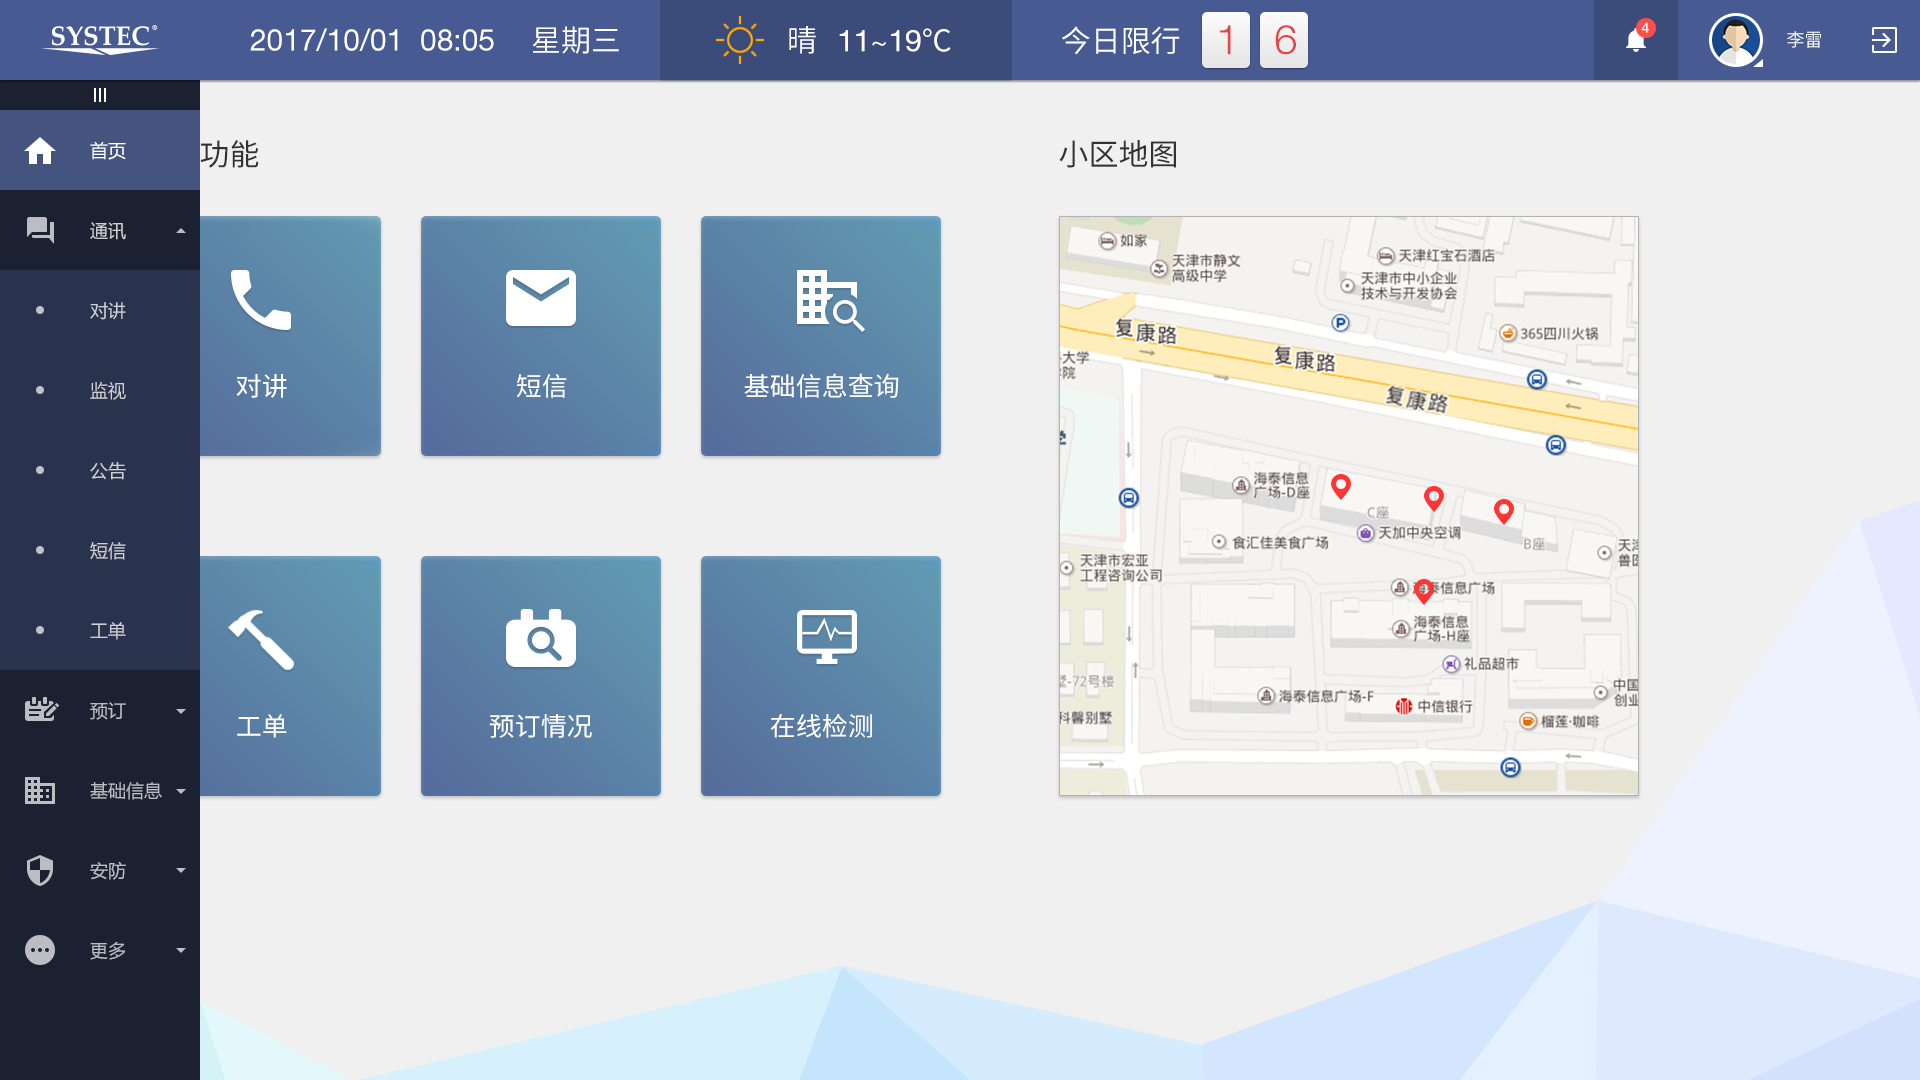 SYSTEC®
2017/10/01 08:05 星期三
晴 11~19℃
今日限行 1 6
4
李雷
首页
通讯
对讲
监视
公告
短信
工单
预订
基础信息
安防
更多
功能
对讲
短信
基础信息查询
工单
预订情况
在线检测
小区地图
如家
天津市静文
高级中学
天津红宝石酒店
天津市中小企业
技术与开发协会
P
365四川火锅
复康路
复康路
复康路
大学
院
海泰信息
广场-D座
C座
天加中央空调
B座
食汇佳美食广场
天津市宏亚
工程咨询公司
海泰信息广场
海泰信息
广场-H座
礼品超市
-72号楼
海泰信息广场-F
中信银行
中国
创业
科馨别墅
榴莲·咖啡